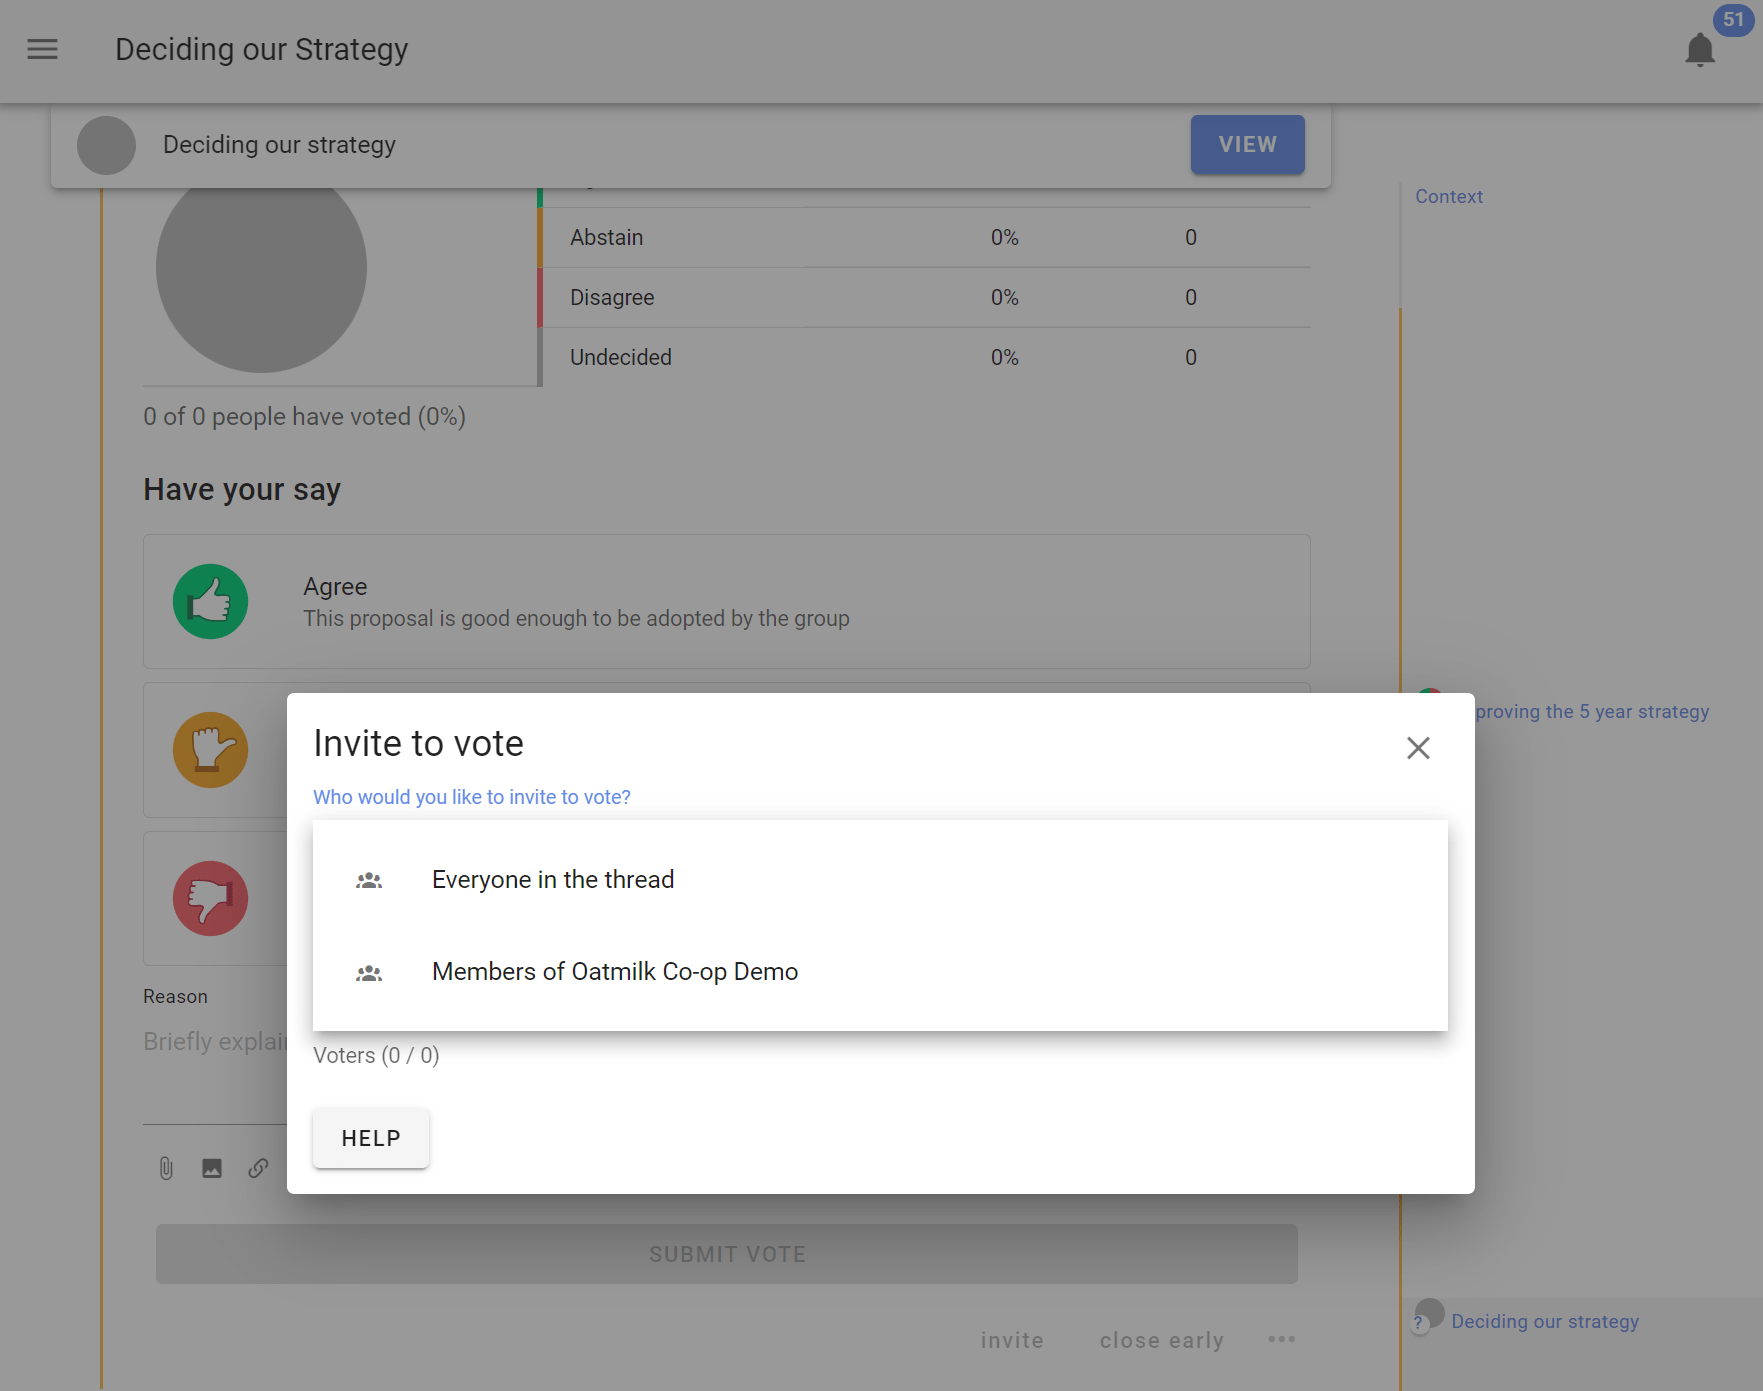 Deciding our Strategy
51
Deciding our strategy
VIEW
Context
Abstain 0% 0
Disagree 0% 0
Undecided 0% 0
0 of 0 people have voted (0%)
Have your say
Agree
This proposal is good enough to be adopted by the group
proving the 5 year strategy
Invite to vote
Who would you like to invite to vote?
Everyone in the thread
Members of Oatmilk Co-op Demo
Voters (0 / 0)
HELP
Reason
Briefly explai
SUBMIT VOTE
invite
close early
?
Deciding our strategy